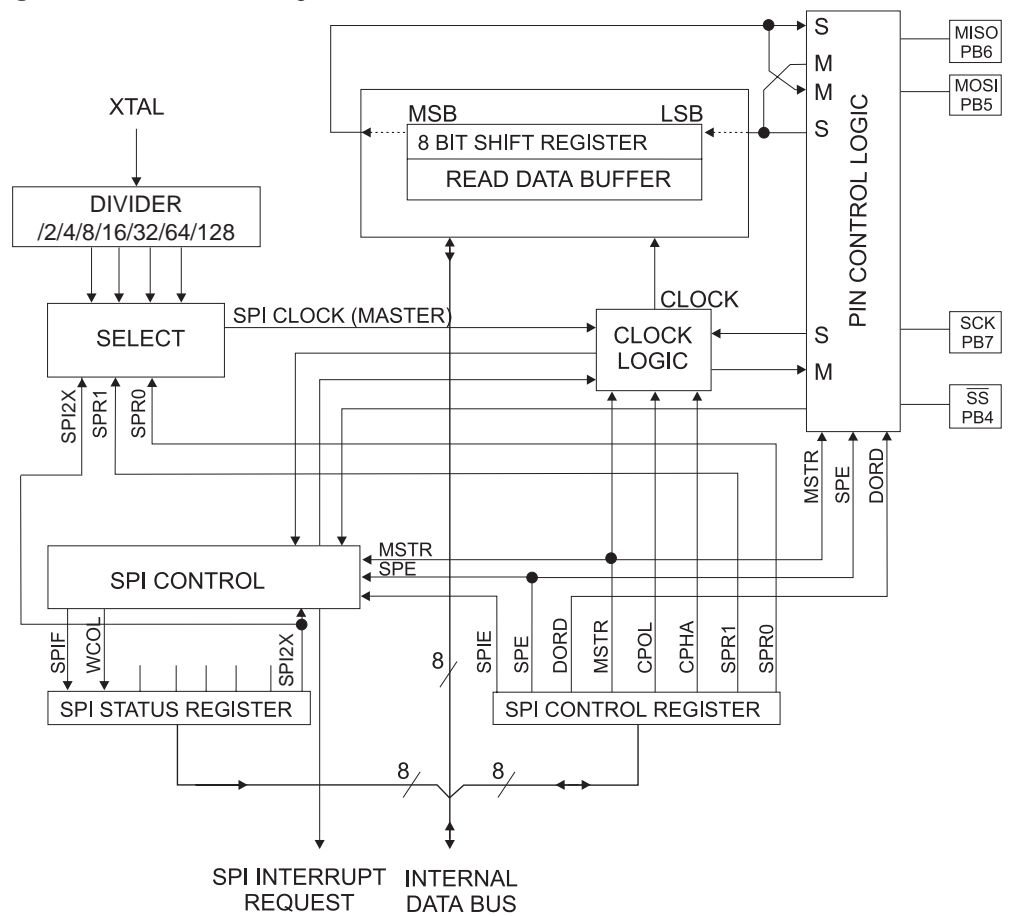 S
MISO
PB6
M
MOSI
PB5
M
MSB
LSB
S
8 BIT SHIFT REGISTER
READ DATA BUFFER
PIN CONTROL LOGIC
XTAL
DIVIDER
/2/4/8/16/32/64/128
SELECT
SPI CLOCK (MASTER)
CLOCK
CLOCK
LOGIC
S
M
SCK
PB7
SS
PB4
SPI2X
SPR1
SPR0
MSTR
SPE
DORD
SPI CONTROL
MSTR
SPE
SPIF
WCOL
SPI2X
8
SPIE
SPE
DORD
MSTR
CPOL
CPHA
SPR1
SPR0
SPI STATUS REGISTER
SPI CONTROL REGISTER
8
8
SPI INTERRUPT
REQUEST
INTERNAL
DATA BUS